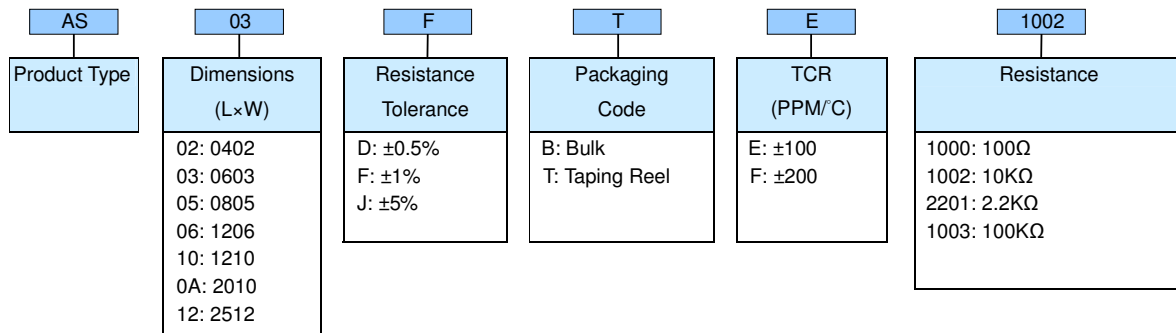 AS 03 F T E 1002
Product Type
Dimensions
(L×W)
02: 0402
03: 0603
05: 0805
06: 1206
10: 1210
0A: 2010
12: 2512
Resistance
Tolerance
D: ±0.5%
F: ±1%
J: ±5%
Packaging
Code
B: Bulk
T: Taping Reel
TCR
(PPM/℃)
E: ±100
F: ±200
Resistance
1000: 100Ω
1002: 10KΩ
2201: 2.2KΩ
1003: 100KΩ